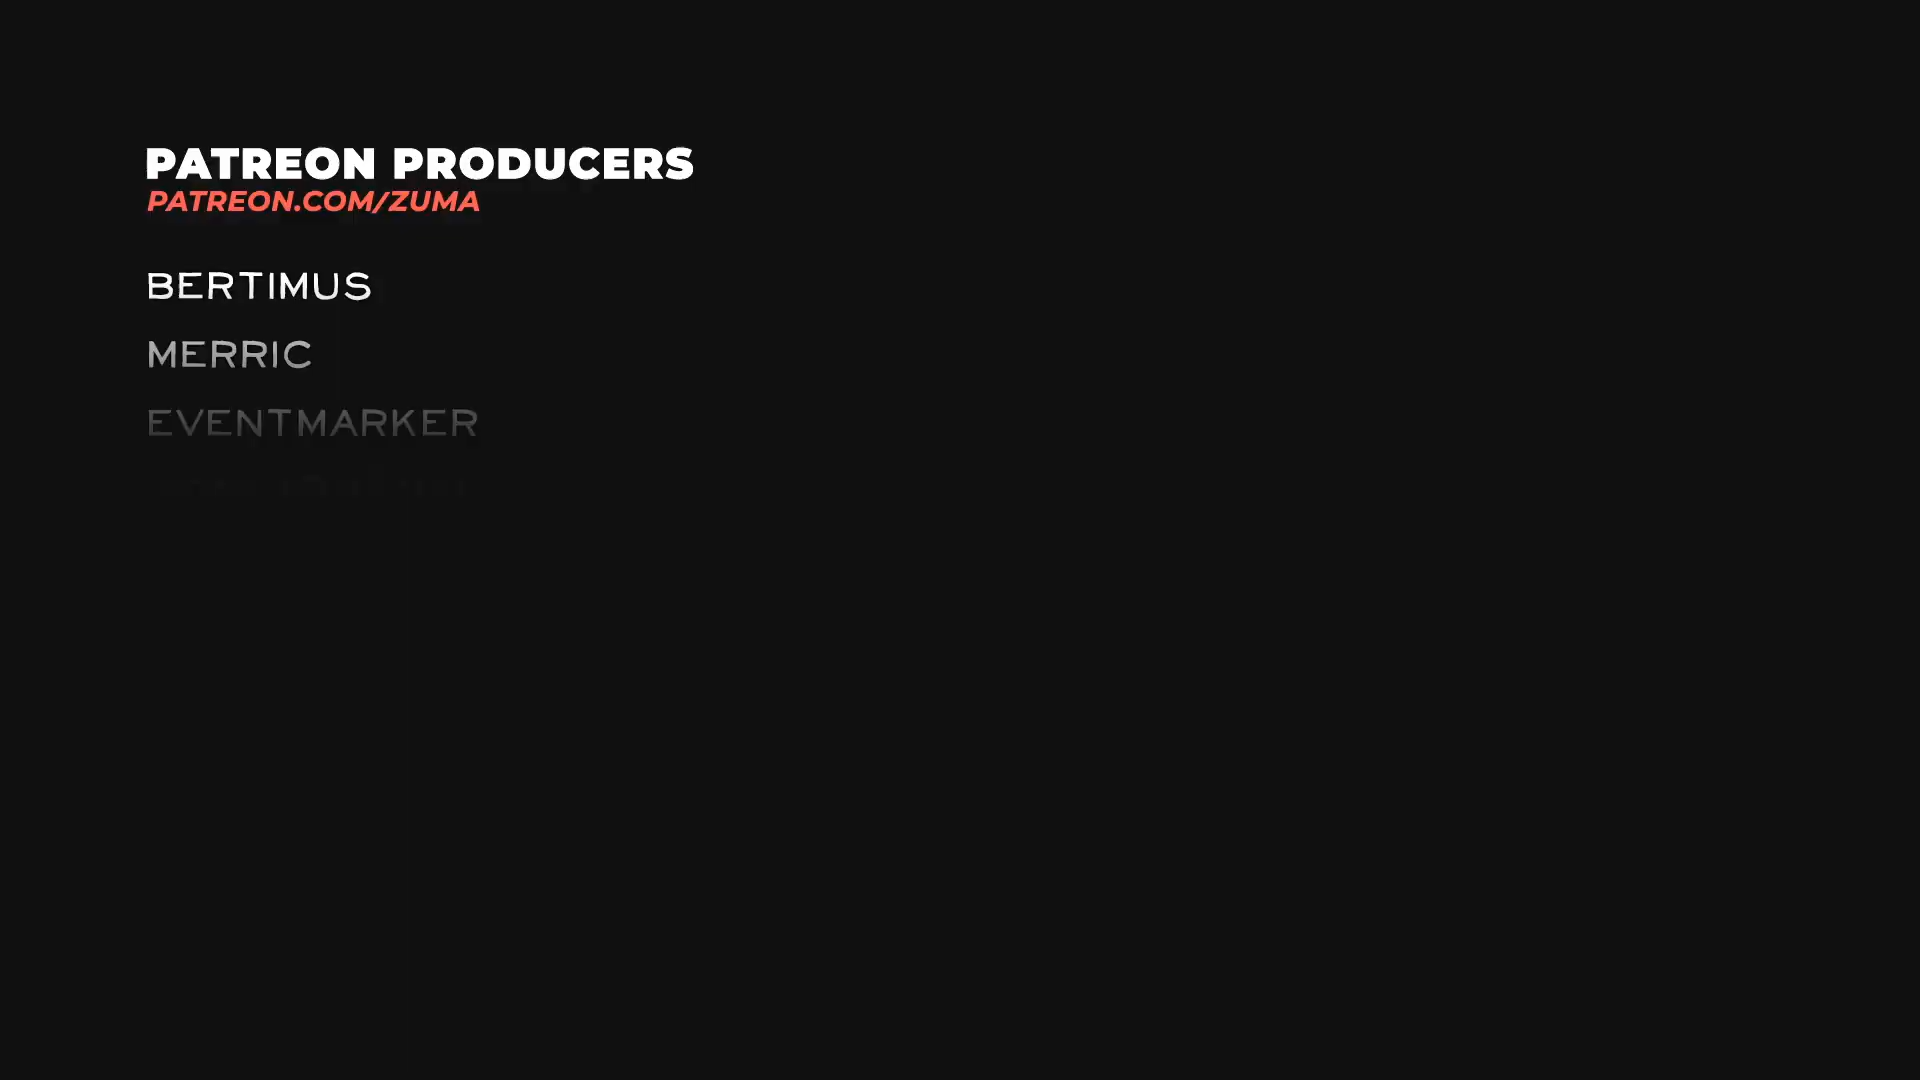 PATREON PRODUCERS
PATREON.COM/ZUMA
BERTIMUS
MERRIC
EVENTMARKER